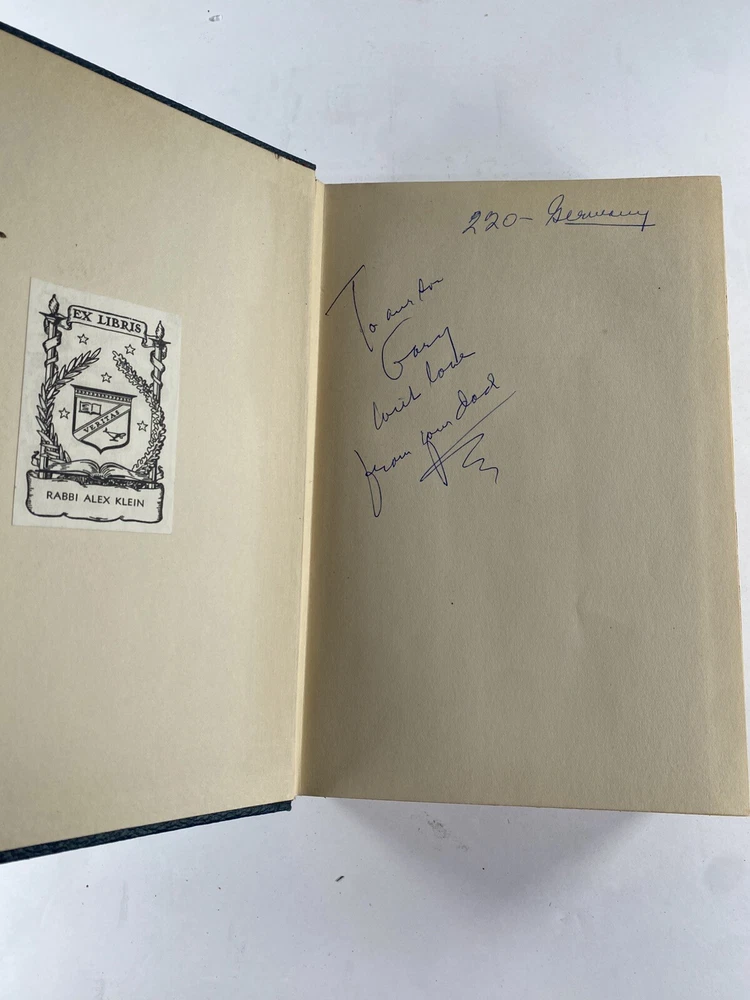 EX LIBRIS
VERITAS
RABBI ALEX KLEIN
220- Germany
To our son
Gary
With love
from your dad